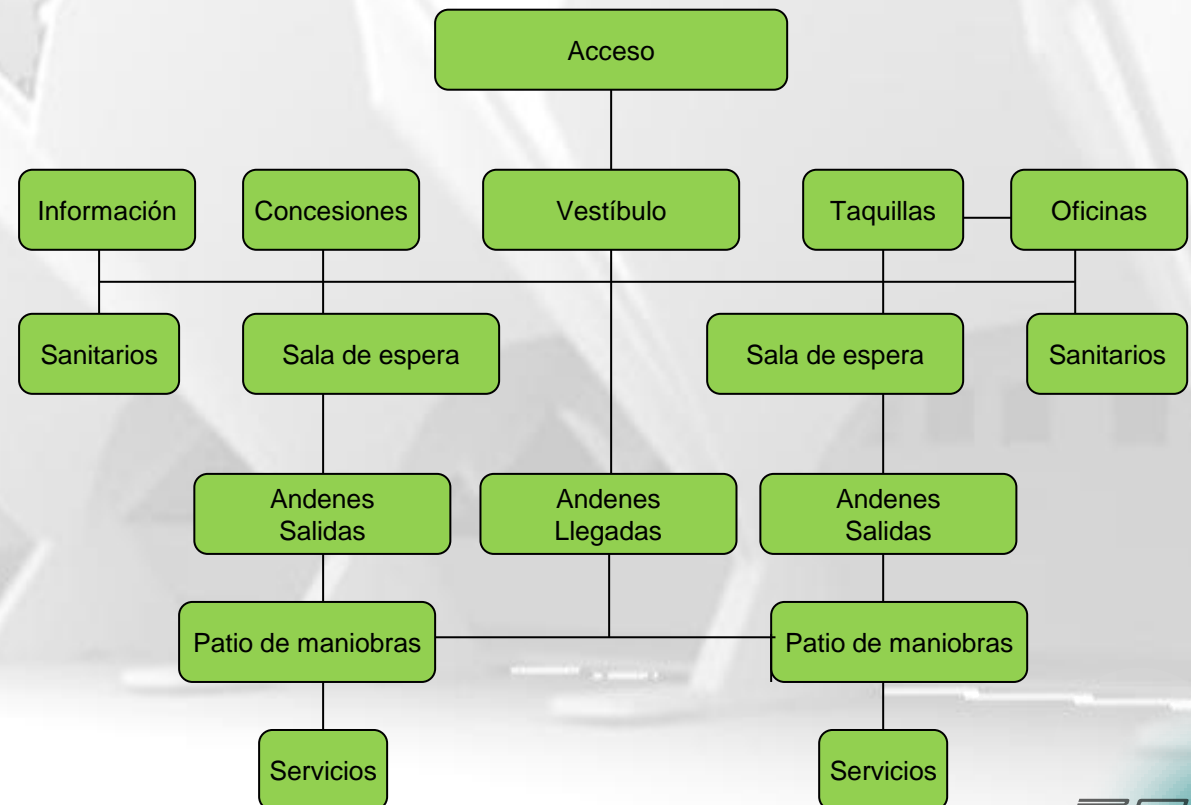 Acceso
Información
Concesiones
Vestíbulo
Taquillas
Oficinas
Sanitarios
Sala de espera
Sala de espera
Sanitarios
Andenes
Salidas
Andenes
Llegadas
Andenes
Salidas
Patio de maniobras
Patio de maniobras
Servicios
Servicios